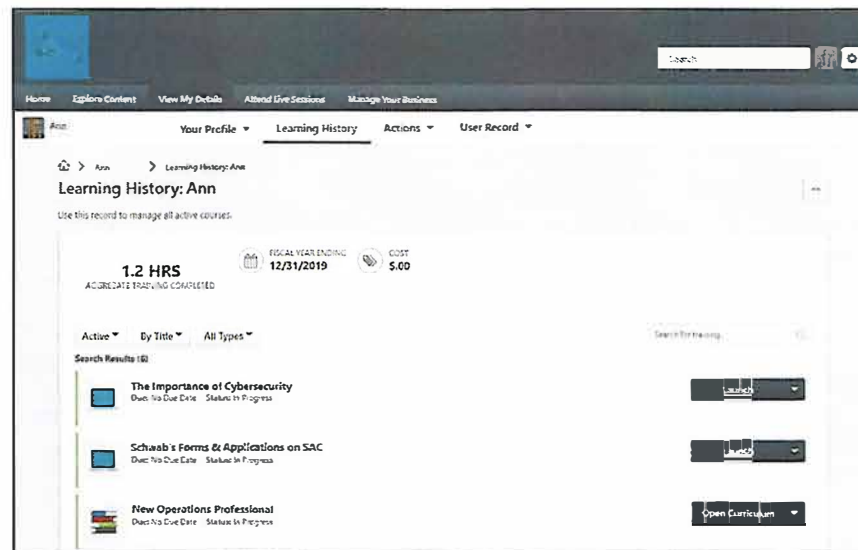 Search
Home Explore Content View My Details Attend Live Sessions Manage Your Business
Ann Your Profile Learning History Actions User Record
> Ann > Learning History: Ann
Learning History: Ann
Use this record to manage all active courses.
1.2 HRS
AGGREGATE TRAINING COMPLETED
FISCAL YEAR ENDING
12/31/2019
COST
$.00
Active By Title All Types
Search for training
Search Results (6)
The Importance of Cybersecurity
Due: No Due Date Status: In Progress
Launch
Schwab's Forms & Applications on SAC
Due: No Due Date Status: In Progress
Launch
New Operations Professional
Due: No Due Date Status: In Progress
Open Curriculum